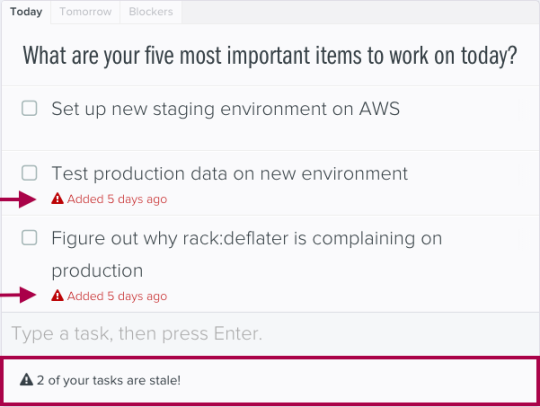 Today Tomorrow Blockers
What are your five most important items to work on today?
Set up new staging environment on AWS
Test production data on new environment
Added 5 days ago
Figure out why rack:deflater is complaining on
production
Added 5 days ago
Type a task, then press Enter.
2 of your tasks are stale!